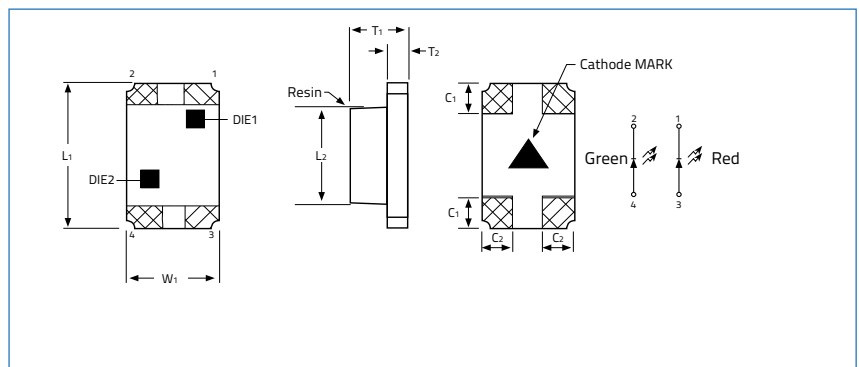 T1
T2
2
1
Cathode MARK
Resin
C1
DIE1
2
1
L1
L2
Green
Red
DIE2
4
3
C1
4
3
C2
C2
W1